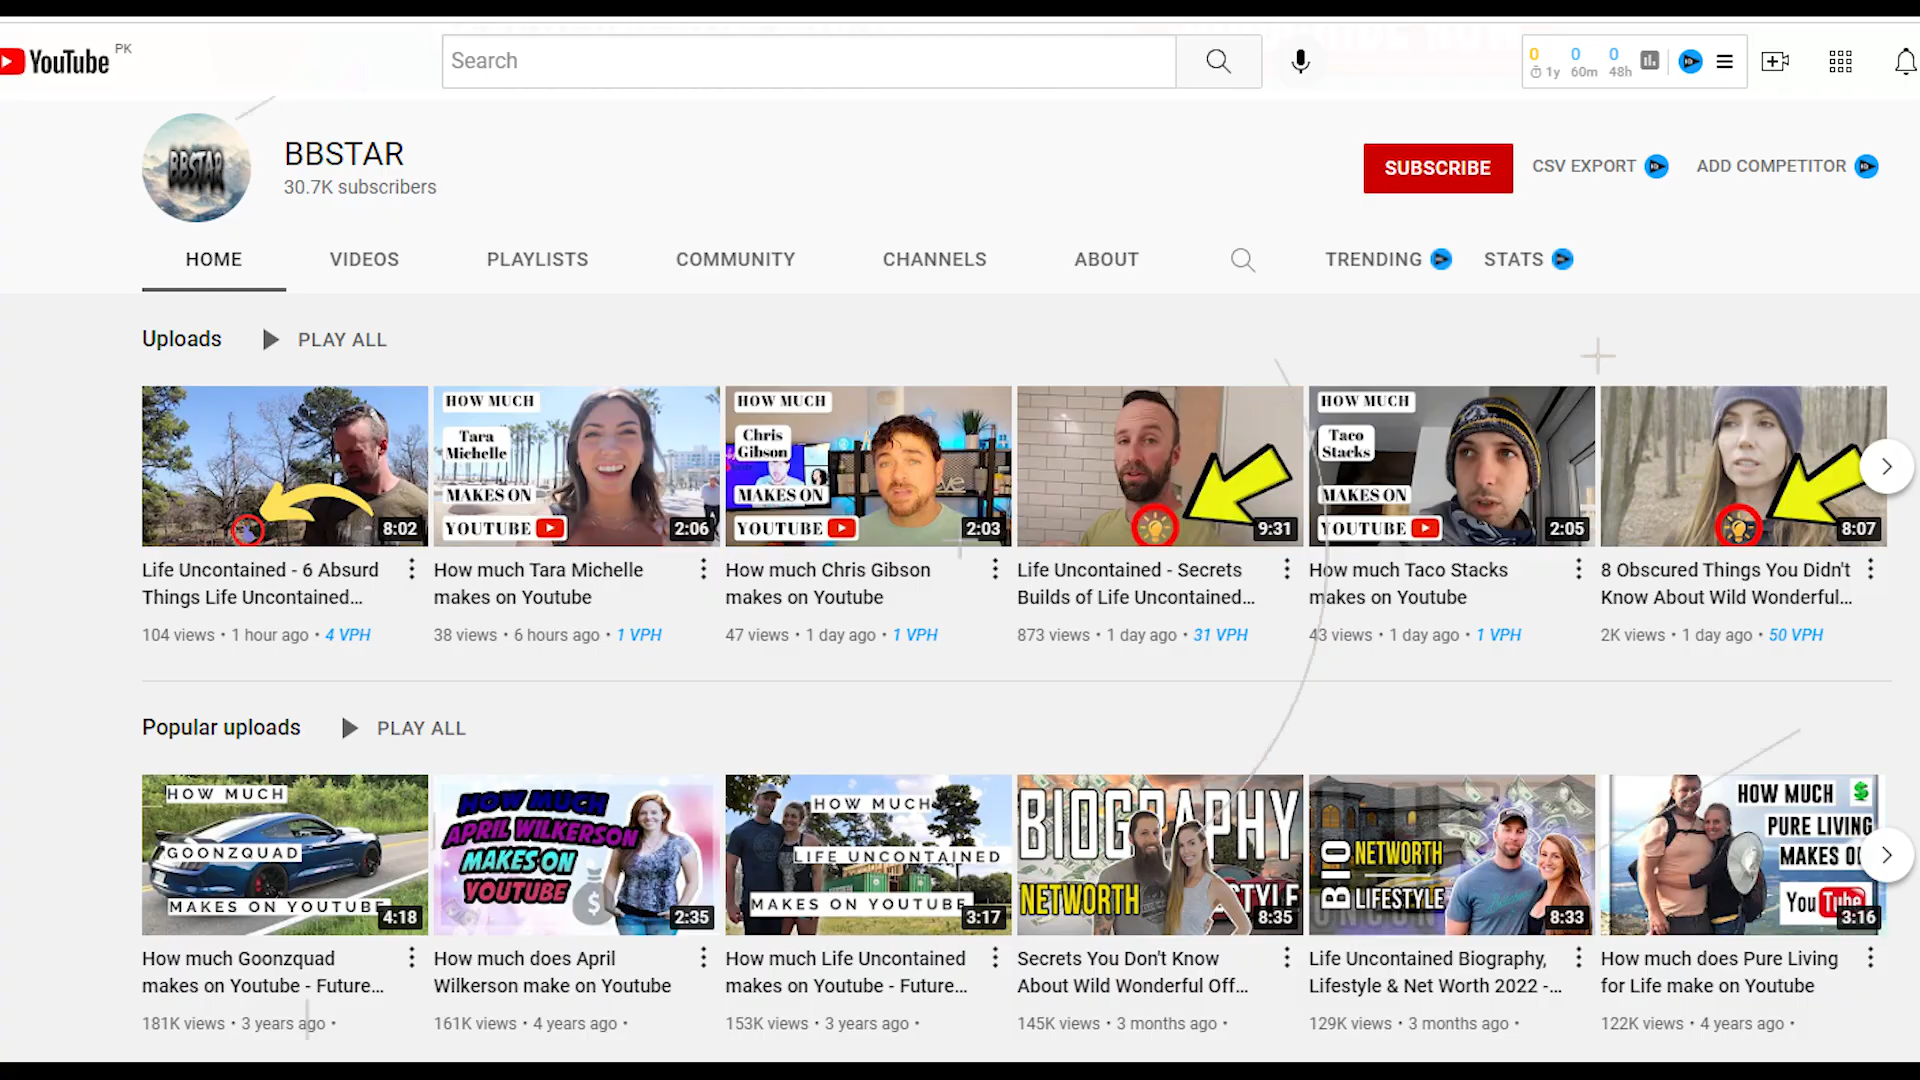 YouTube PK
Search
0 0 0
1y 60m 48h
BBSTAR
BBSTAR
30.7K subscribers
SUBSCRIBE
CSV EXPORT
ADD COMPETITOR
HOME
VIDEOS
PLAYLISTS
COMMUNITY
CHANNELS
ABOUT
TRENDING
STATS
Uploads
PLAY ALL
8:02
HOW MUCH
Tara
Michelle
MAKES ON
YOUTUBE
2:06
HOW MUCH
Chris
Gibson
MAKES ON
YOUTUBE
2:03
9:31
HOW MUCH
Taco
Stacks
MAKES ON
YOUTUBE
2:05
8:07
Life Uncontained - 6 Absurd
Things Life Uncontained...
104 views • 1 hour ago • 4 VPH
How much Tara Michelle
makes on Youtube
38 views • 6 hours ago • 1 VPH
How much Chris Gibson
makes on Youtube
47 views • 1 day ago • 1 VPH
Life Uncontained - Secrets
Builds of Life Uncontained...
873 views • 1 day ago • 31 VPH
How much Taco Stacks
makes on Youtube
43 views • 1 day ago • 1 VPH
8 Obscured Things You Didn't
Know About Wild Wonderful...
2K views • 1 day ago • 50 VPH
Popular uploads
PLAY ALL
HOW MUCH
GOONZQUAD
MAKES ON YOUTUBE
4:18
HOW MUCH
APRIL WILKERSON
MAKES ON
YOUTUBE
2:35
HOW MUCH
LIFE UNCONTAINED
MAKES ON YOUTUBE
3:17
BIOGRAPHY
NETWORTH
STYLE
8:35
BIO
NETWORTH
LIFESTYLE
8:33
HOW MUCH
PURE LIVING
MAKES O
YouTube
3:16
How much Goonzquad
makes on Youtube - Future...
181K views • 3 years ago •
How much does April
Wilkerson make on Youtube
161K views • 4 years ago •
How much Life Uncontained
makes on Youtube - Future...
153K views • 3 years ago •
Secrets You Don't Know
About Wild Wonderful Off...
145K views • 3 months ago •
Life Uncontained Biography,
Lifestyle & Net Worth 2022 -...
129K views • 3 months ago •
How much does Pure Living
for Life make on Youtube
122K views • 4 years ago •